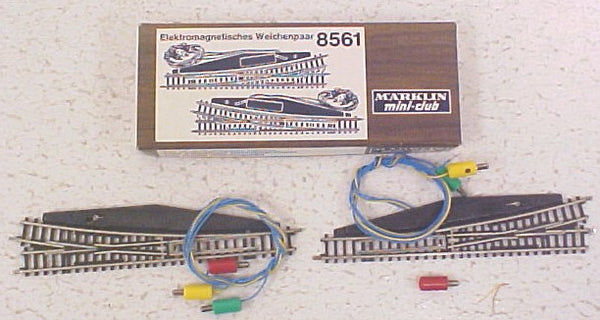 Elektromagnetisches Weichenpaar 8561
MÄRKLIN
mini-club